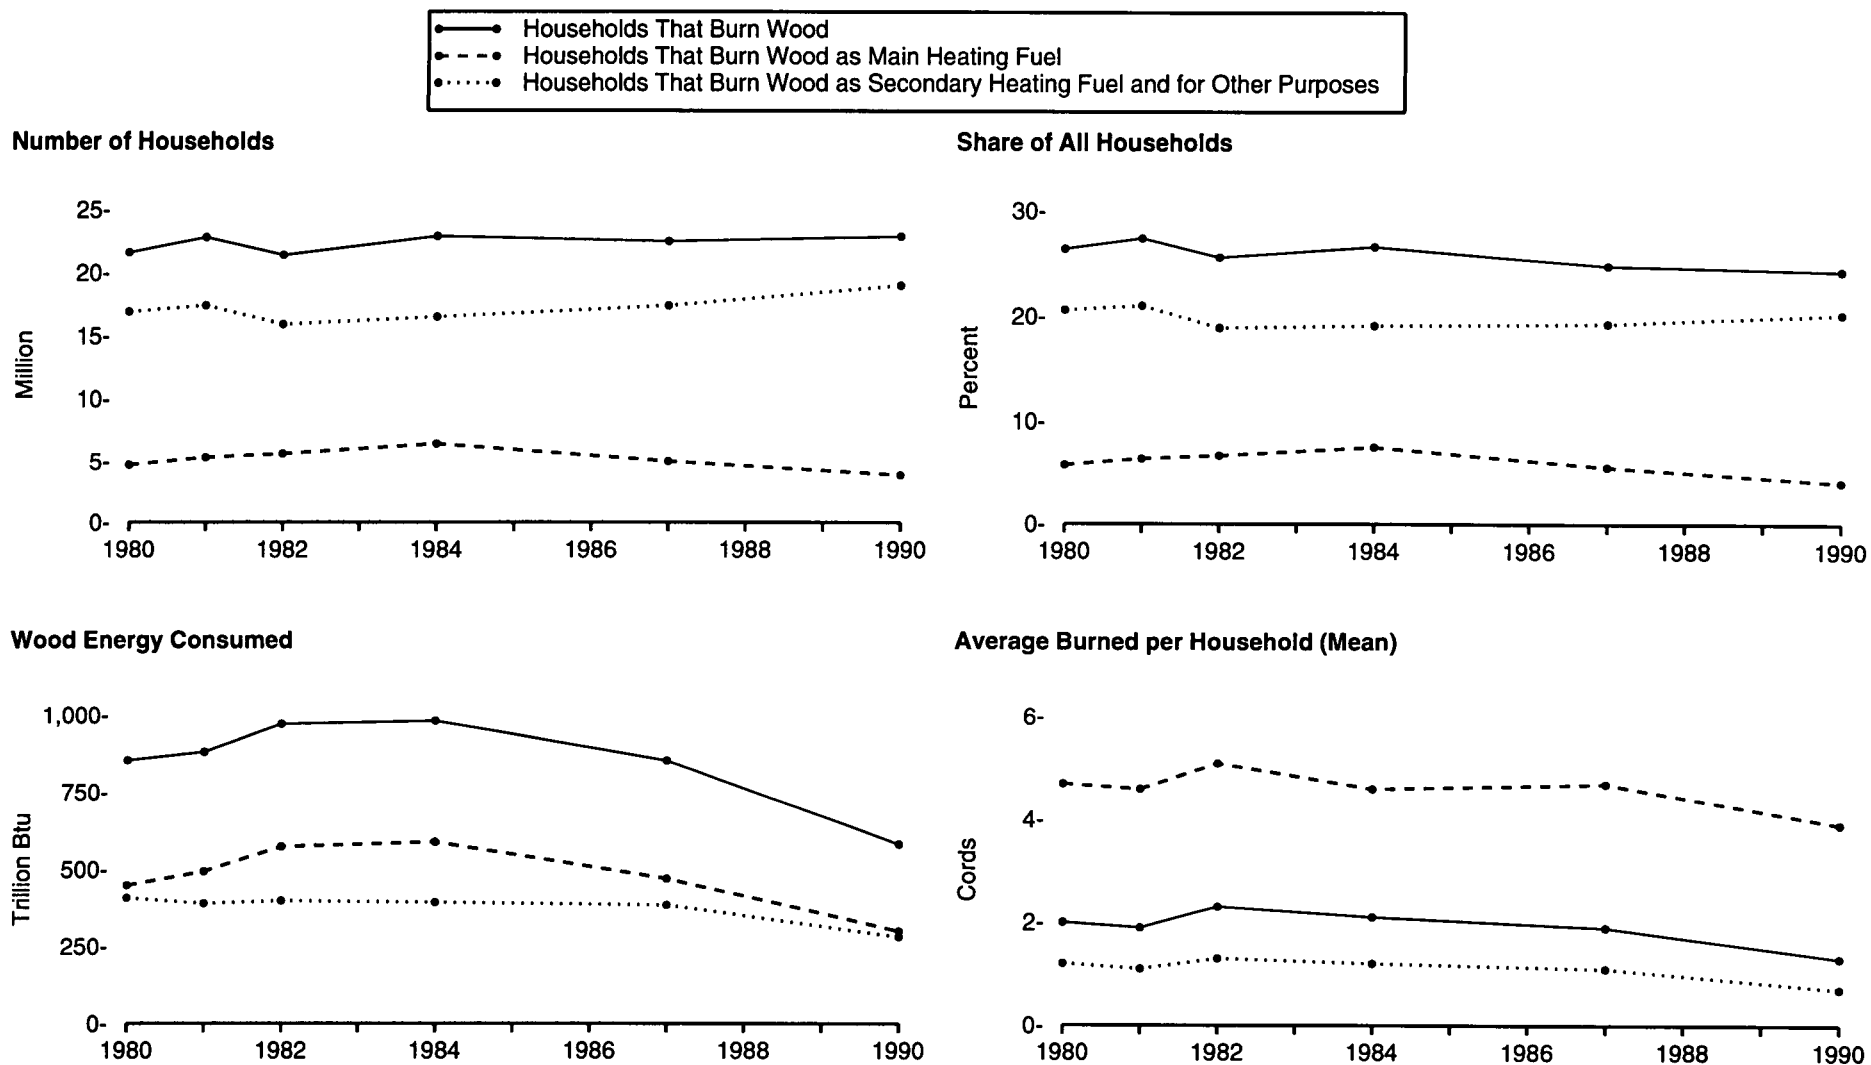 Households That Burn Wood
Households That Burn Wood as Main Heating Fuel
Households That Burn Wood as Secondary Heating Fuel and for Other Purposes
Number of Households
25-
20-
15-
10-
5-
0-
Million
1980 1982 1984 1986 1988 1990
Share of All Households
30-
20-
10-
0-
Percent
1980 1982 1984 1986 1988 1990
Wood Energy Consumed
1,000-
750-
500-
250-
0-
Trillion Btu
1980 1982 1984 1986 1988 1990
Average Burned per Household (Mean)
6-
4-
2-
0-
Cords
1980 1982 1984 1986 1988 1990